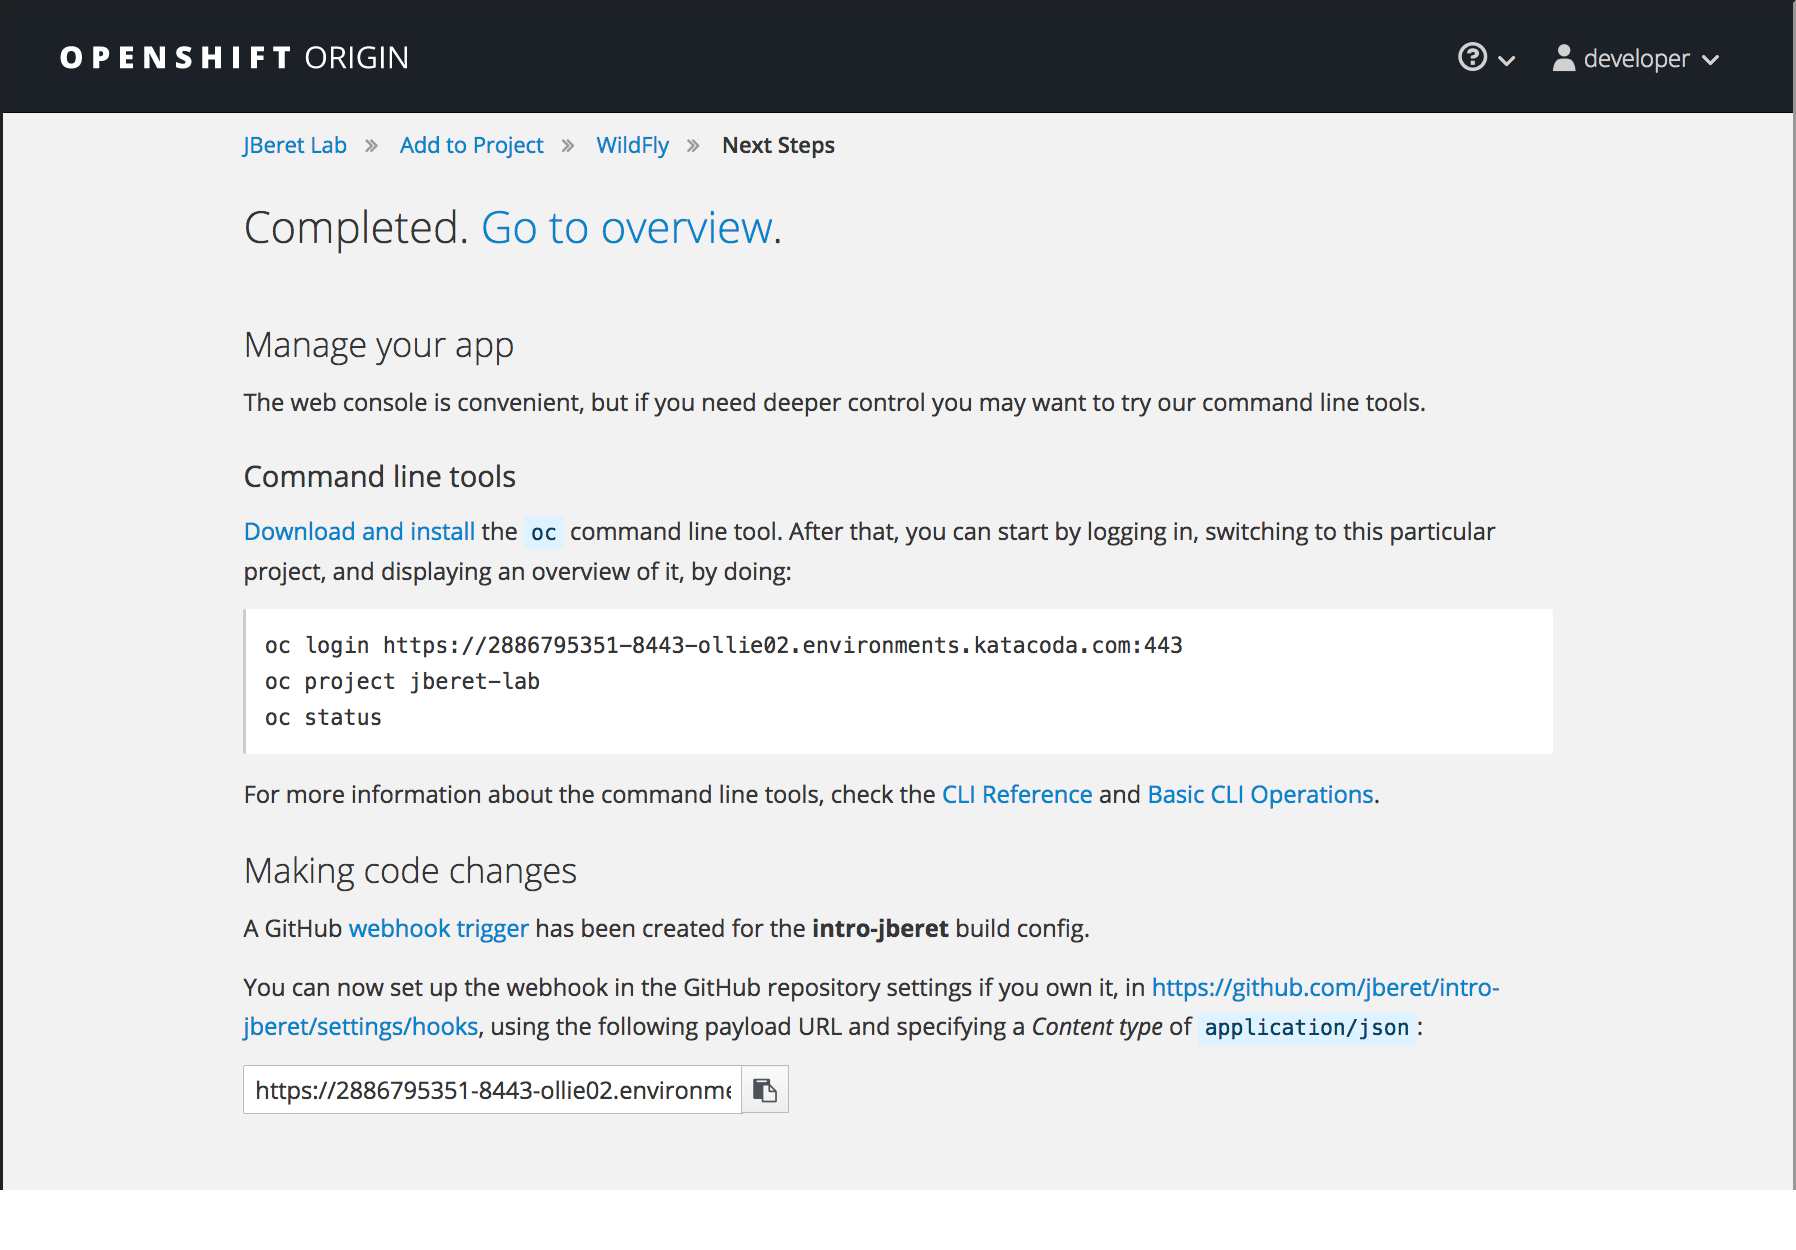 OPENSHIFT ORIGIN
developer
JBeret Lab » Add to Project » WildFly » Next Steps
Completed. Go to overview.
Manage your app
The web console is convenient, but if you need deeper control you may want to try our command line tools.
Command line tools
Download and install the oc command line tool. After that, you can start by logging in, switching to this particular
project, and displaying an overview of it, by doing:
oc login https://2886795351-8443-ollie02.environments.katacoda.com:443
oc project jberet-lab
oc status
For more information about the command line tools, check the CLI Reference and Basic CLI Operations.
Making code changes
A GitHub webhook trigger has been created for the intro-jberet build config.
You can now set up the webhook in the GitHub repository settings if you own it, in https://github.com/jberet/intro-
jberet/settings/hooks, using the following payload URL and specifying a Content type of application/json:
https://2886795351-8443-ollie02.environme